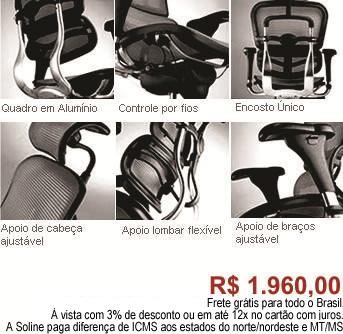 Quadro em Alumínio
Controle por fios
Encosto Único
Apoio de cabeça
ajustável
Apoio lombar flexível
Apoio de braços
ajustável
R$ 1.960,00
Frete grátis para todo o Brasil
À vista com 3% de desconto ou em até 12x no cartão com juros.
A Soline paga diferença de ICMS aos estados do norte/nordeste e MT/MS